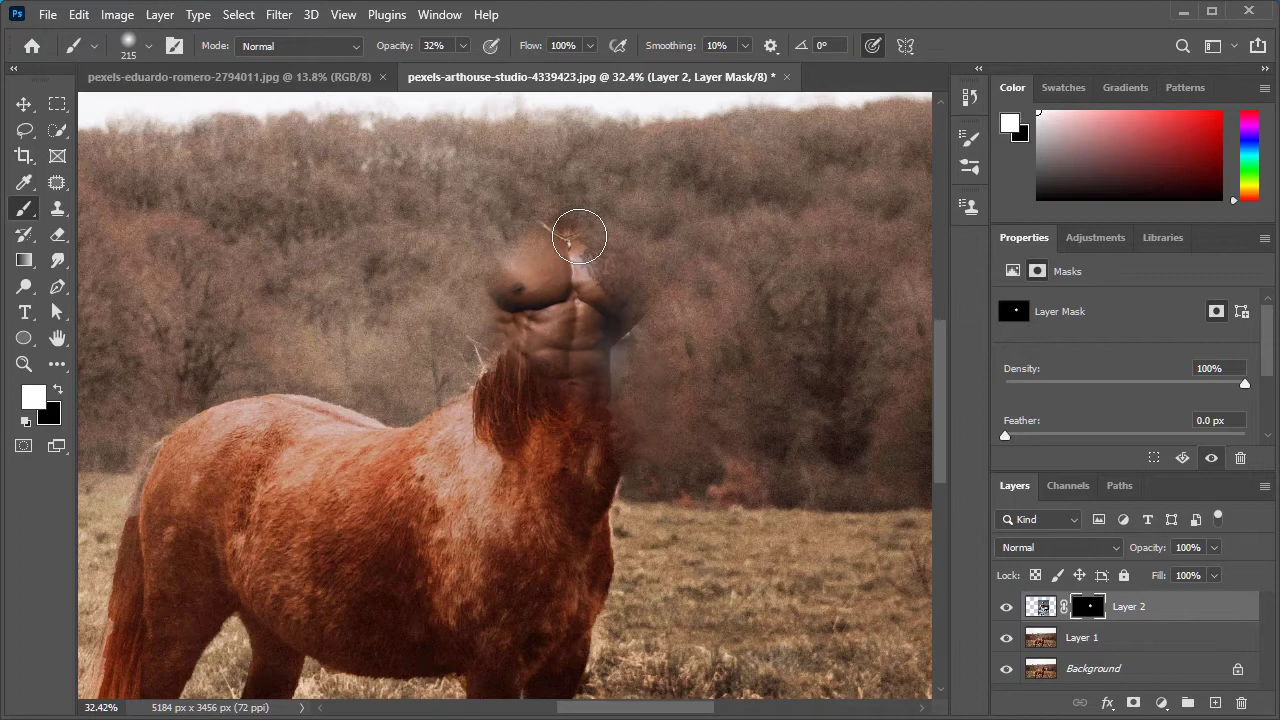 Ps File Edit Image Layer Type Select Filter 3D View Plugins Window Help
215 Mode: Normal Opacity: 32% Flow: 100% Smoothing: 10% 0°
pexels-eduardo-romero-2794011.jpg @ 13.8% (RGB/8) pexels-arthouse-studio-4339423.jpg @ 32.4% (Layer 2, Layer Mask/8) *
Color Swatches Gradients Patterns
Properties Adjustments Libraries
Masks
Layer Mask
Density: 100%
Feather: 0.0 px
Layers Channels Paths
Kind
Normal Opacity: 100%
Lock: Fill: 100%
Layer 2
Layer 1
Background
32.42% 5184 px x 3456 px (72 ppi)
fx